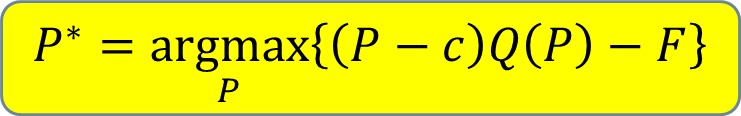 P* = argmax{(P − c)Q(P) − F}
P